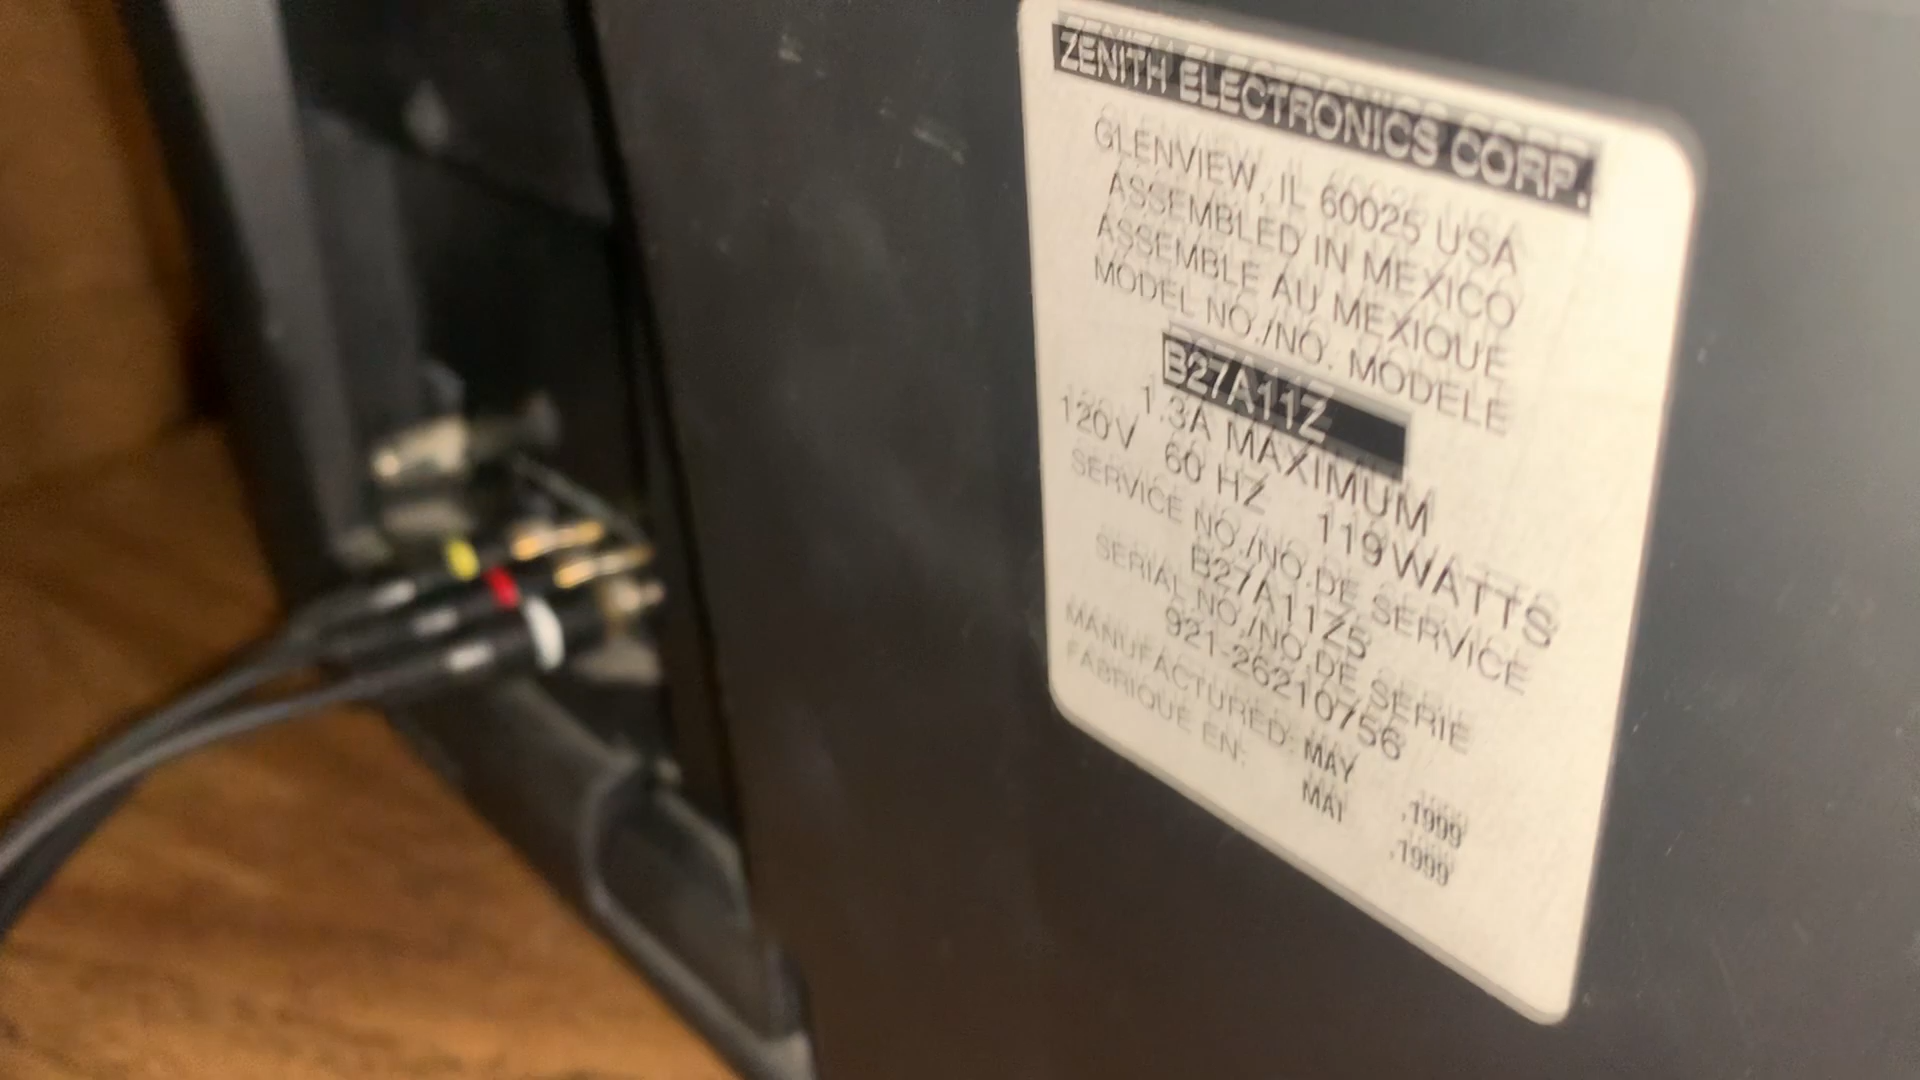 ZENITH ELECTRONICS CORP.
GLENVIEW, IL 60025 USA
ASSEMBLED IN MEXICO
ASSEMBLE AU MEXIQUE
MODEL NO./NO. MODELE
B27A11Z
1.3A MAXIMUM
120V 60 HZ 119WATTS
SERVICE NO./NO.DE SERVICE
B27A11Z5
SERIAL NO./NO.DE SERIE
921-26210756
MANUFACTURED: MAY ,1999
FABRIQUE EN: MAI ,1999